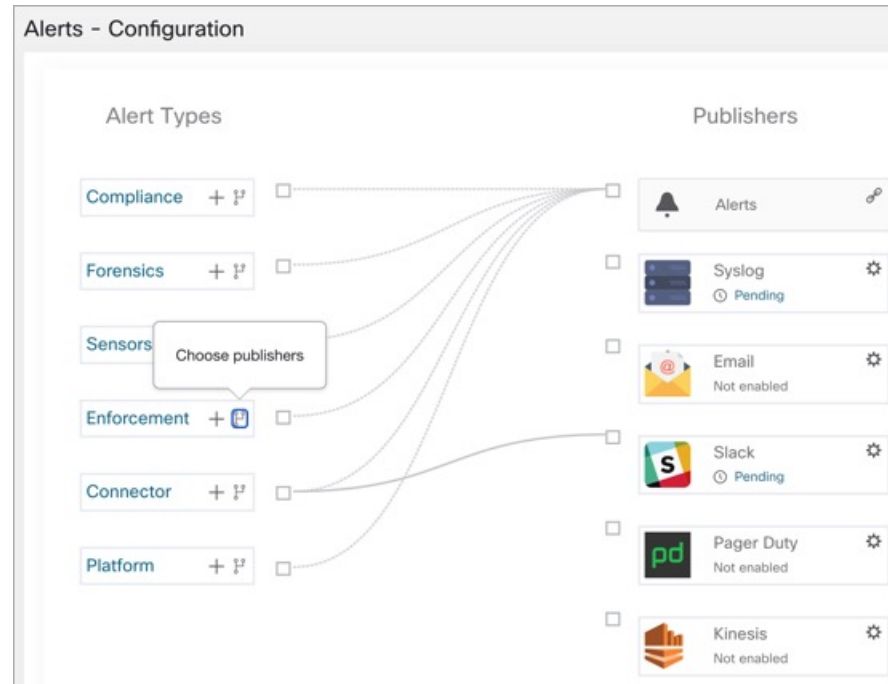 Alerts - Configuration
Alert Types
Publishers
Compliance
Forensics
Sensors
Choose publishers
Enforcement
Connector
Platform
Alerts
Syslog
Pending
@
Email
Not enabled
S
Slack
Pending
pd
Pager Duty
Not enabled
Kinesis
Not enabled